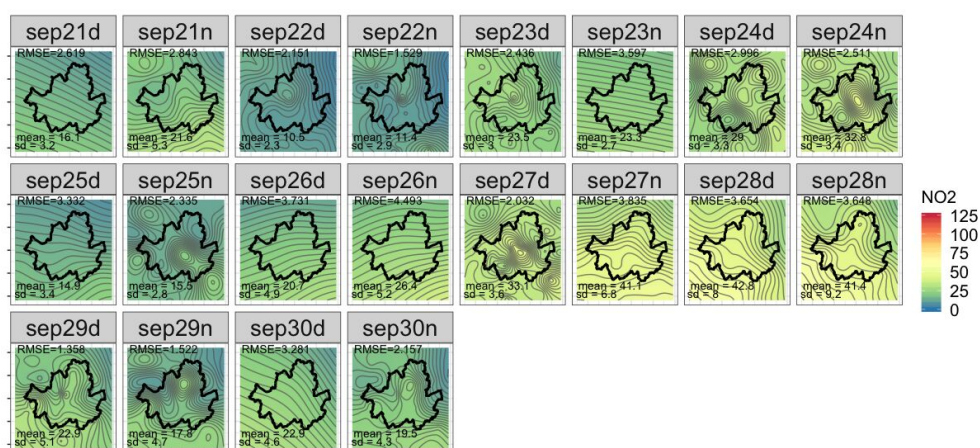 sep21d
RMSE=2.619
mean = 16.1
sd = 3.2
sep21n
RMSE=2.843
mean = 21.6
sd = 5.3
sep22d
RMSE=2.151
mean = 10.5
sd = 2.3
sep22n
RMSE=1.529
mean = 11.4
sd = 2.9
sep23d
RMSE=2.436
mean = 23.5
sd = 3
sep23n
RMSE=3.597
mean = 23.3
sd = 2.7
sep24d
RMSE=2.996
mean = 29
sd = 3.3
sep24n
RMSE=2.511
mean = 32.8
sd = 3.4
sep25d
RMSE=3.332
mean = 14.9
sd = 3.4
sep25n
RMSE=2.335
mean = 15.5
sd = 2.8
sep26d
RMSE=3.731
mean = 20.7
sd = 4.9
sep26n
RMSE=4.493
mean = 26.4
sd = 5.2
sep27d
RMSE=2.032
mean = 33.1
sd = 3.6
sep27n
RMSE=3.835
mean = 41.1
sd = 6.8
sep28d
RMSE=3.654
mean = 42.8
sd = 8
sep28n
RMSE=3.648
mean = 41.4
sd = 9.2
NO2
125
100
75
50
25
0
sep29d
RMSE=1.358
mean = 22.9
sd = 5.1
sep29n
RMSE=1.522
mean = 17.8
sd = 4.7
sep30d
RMSE=3.281
mean = 22.9
sd = 4.6
sep30n
RMSE=2.157
mean = 19.5
sd = 4.3